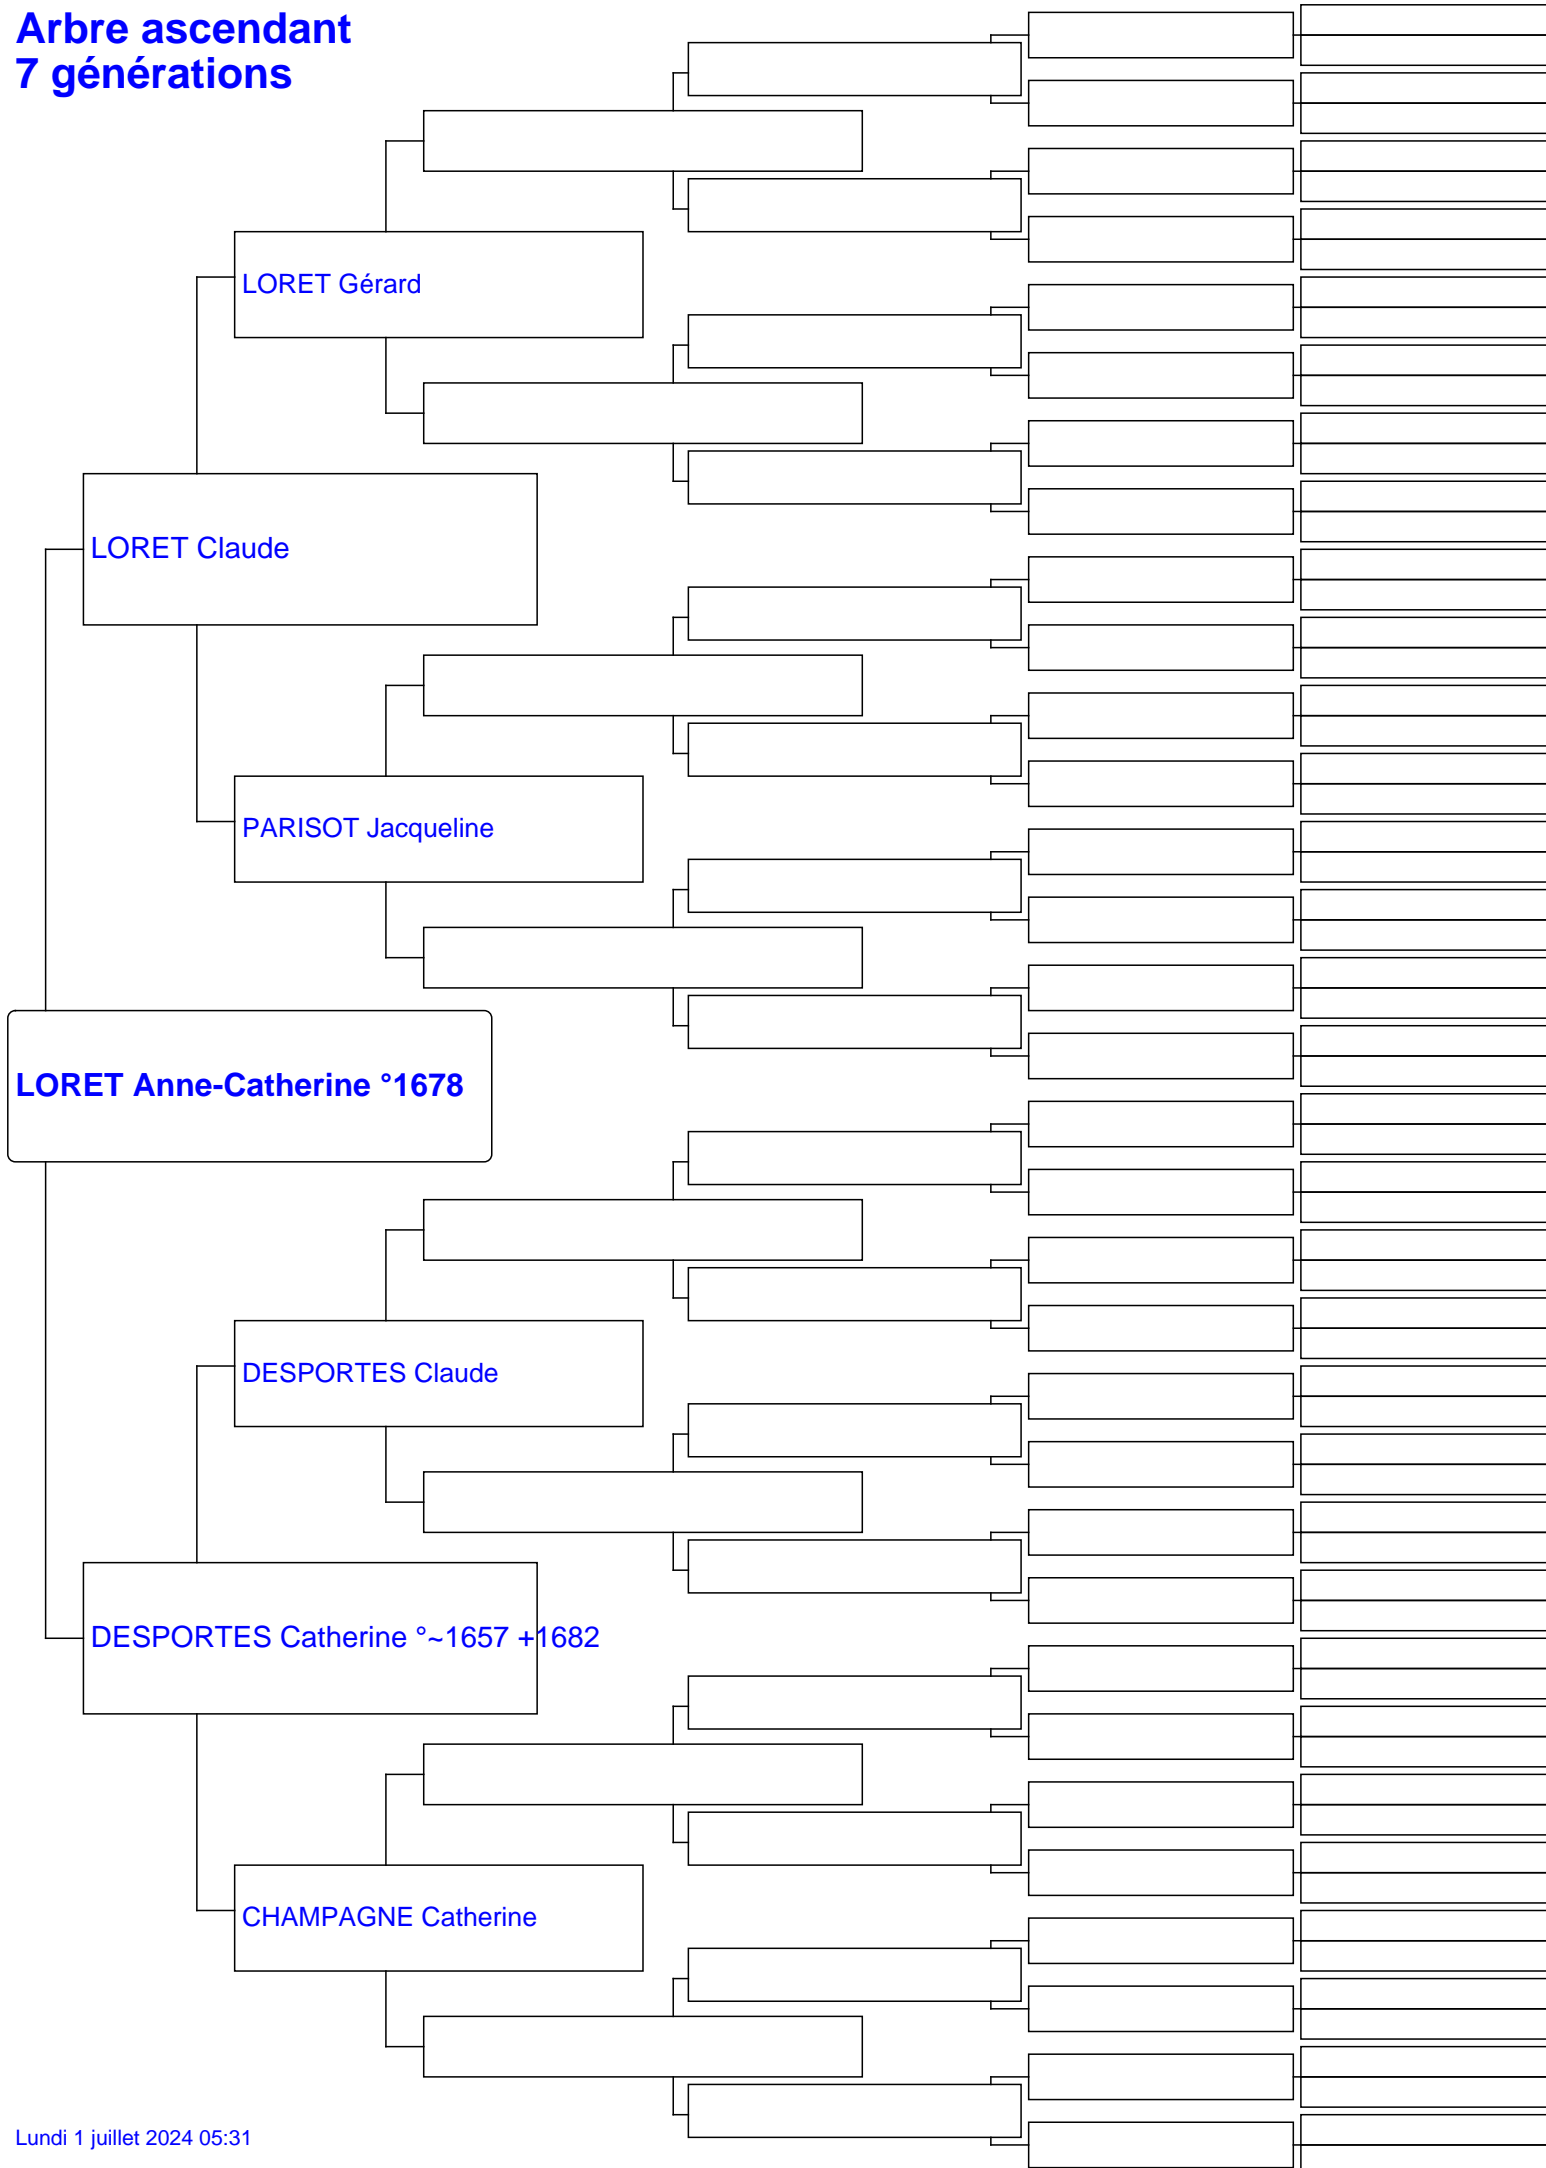 Arbre ascendant
7 générations
LORET Gérard
LORET Claude
PARISOT Jacqueline
LORET Anne-Catherine °1678
DESPORTES Claude
DESPORTES Catherine °~1657 +1682
CHAMPAGNE Catherine
Lundi 1 juillet 2024 05:31